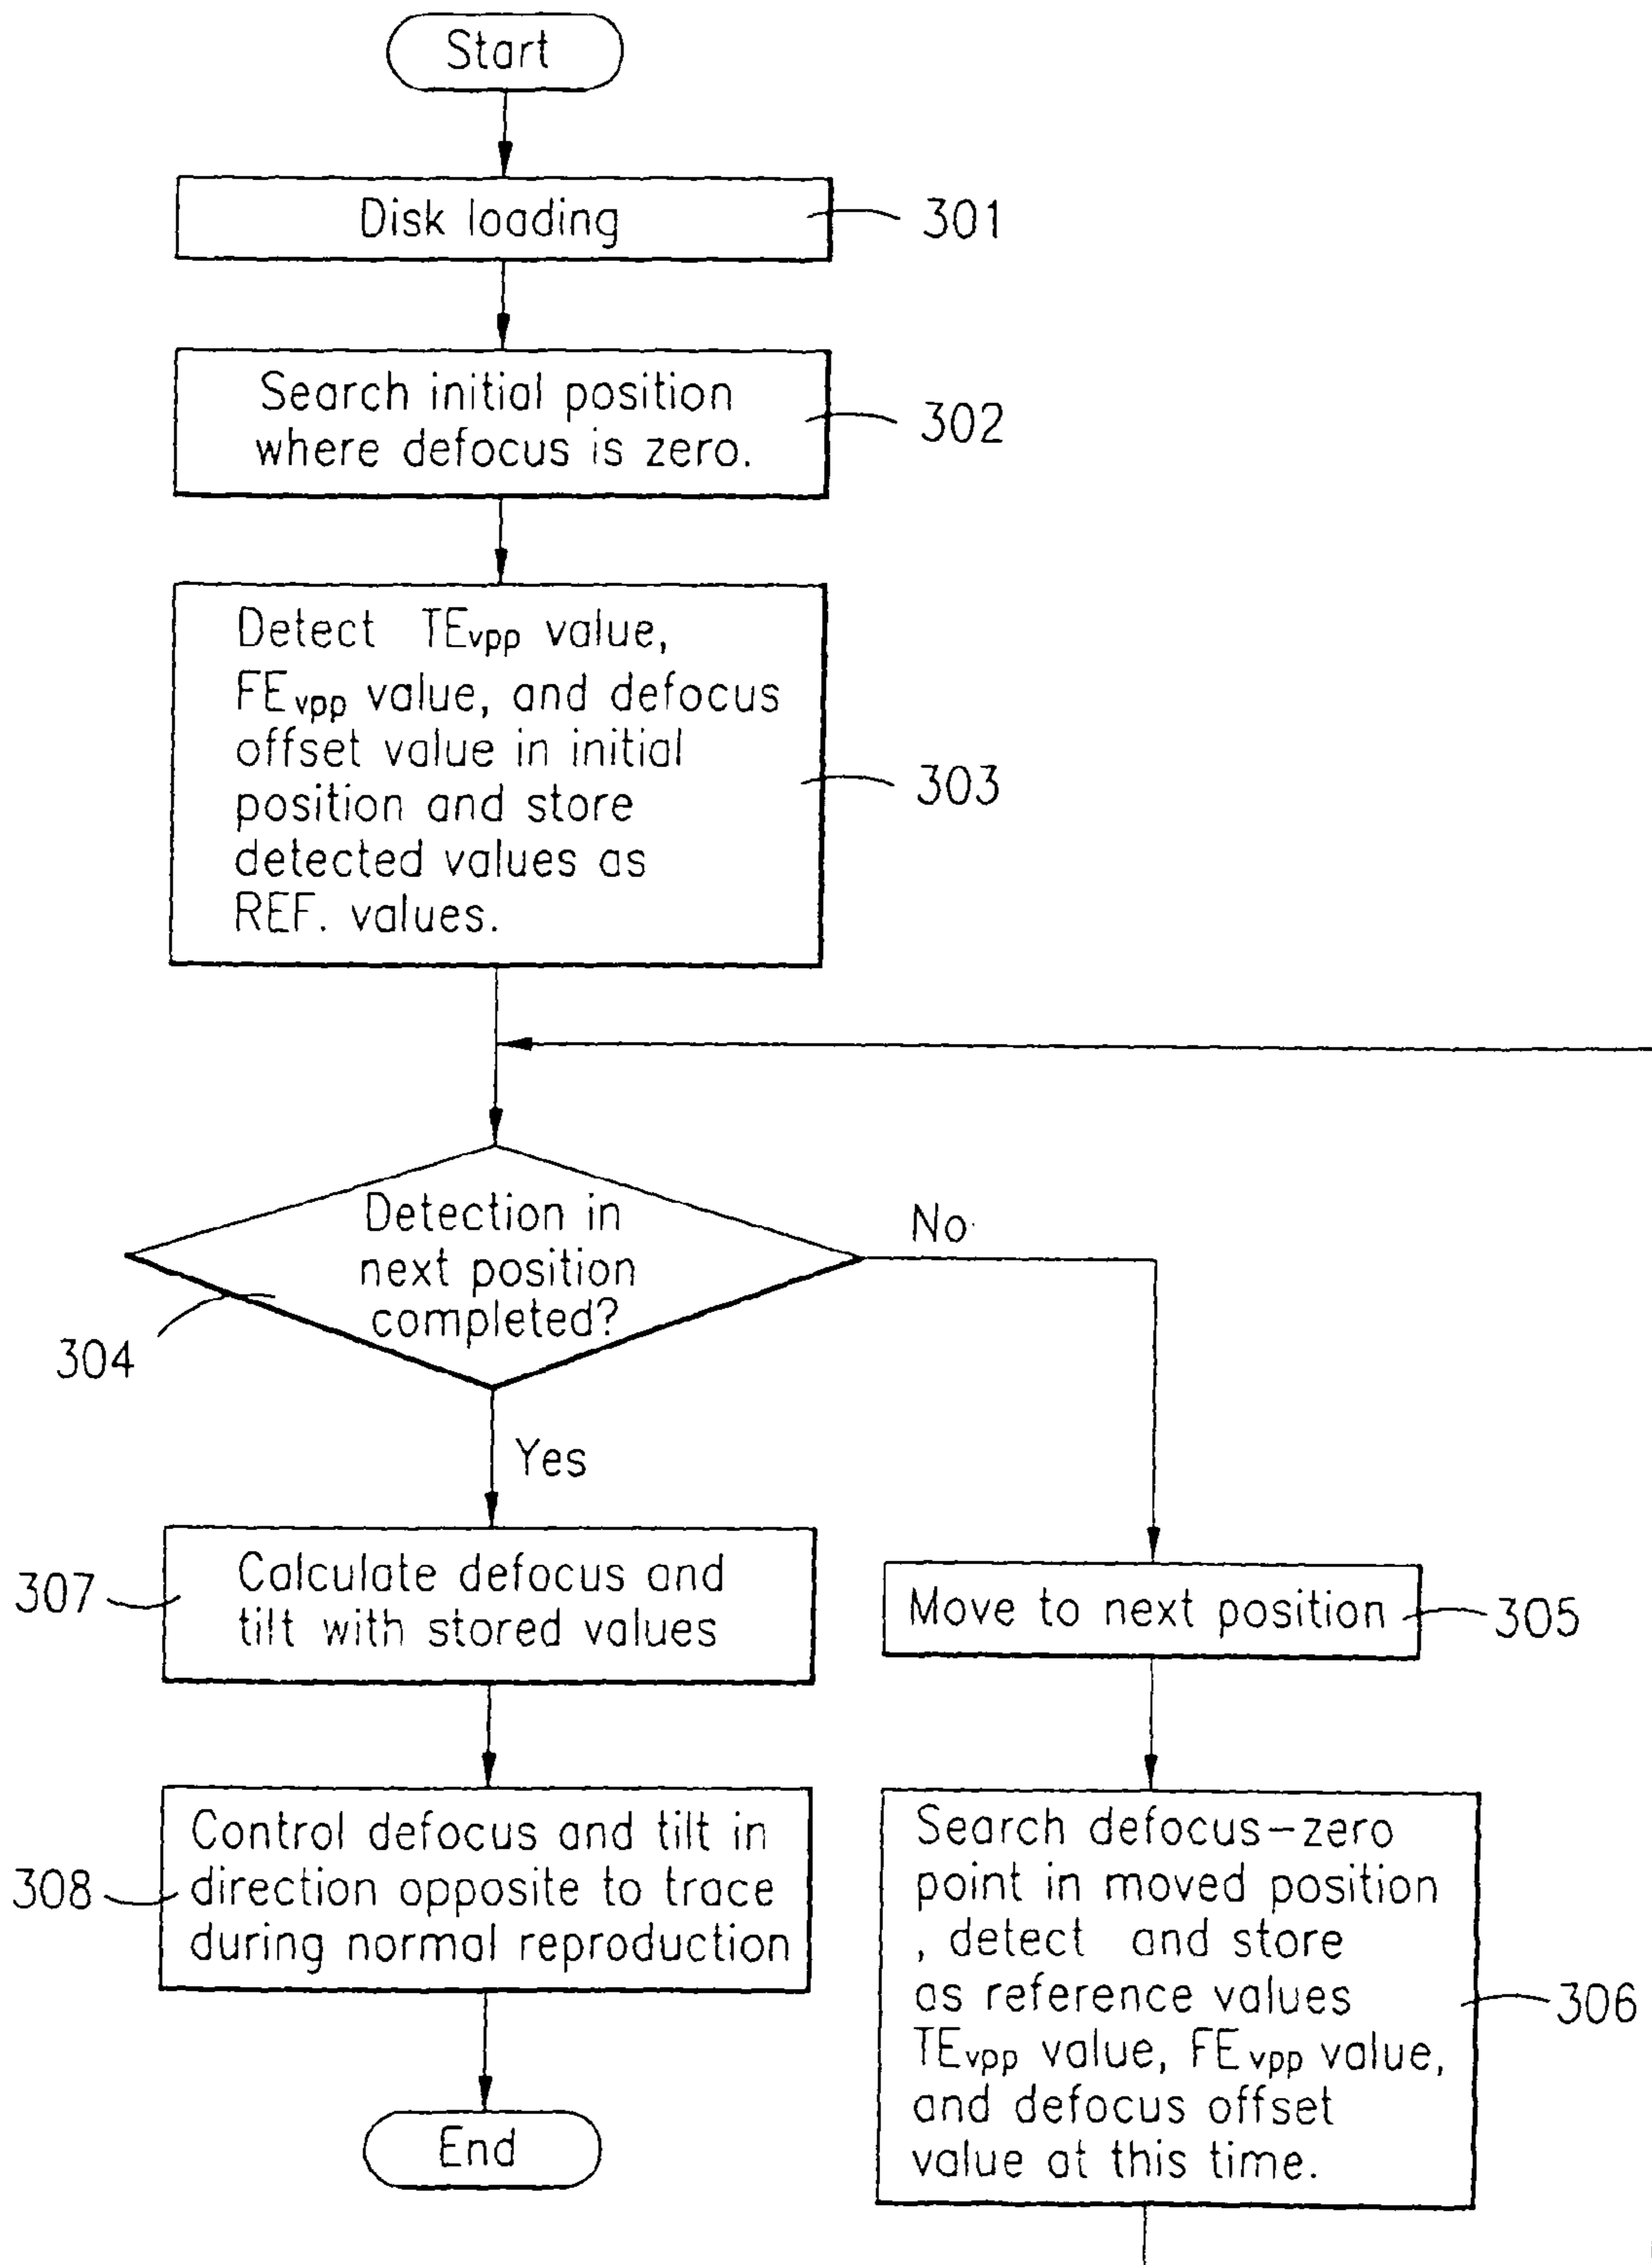 Start
Disk loading
301
Search initial position
where defocus is zero.
302
Detect TEvpp value,
FEvpp value, and defocus
offset value in initial
position and store
detected values as
REF. values.
303
Detection in
next position
completed?
304
No
Yes
Calculate defocus and
tilt with stored values
307
Move to next position
305
Control defocus and tilt in
direction opposite to trace
during normal reproduction
308
Search defocus-zero
point in moved position
, detect and store
as reference values
TEvpp value, FEvpp value,
and defocus offset
value at this time.
306
End